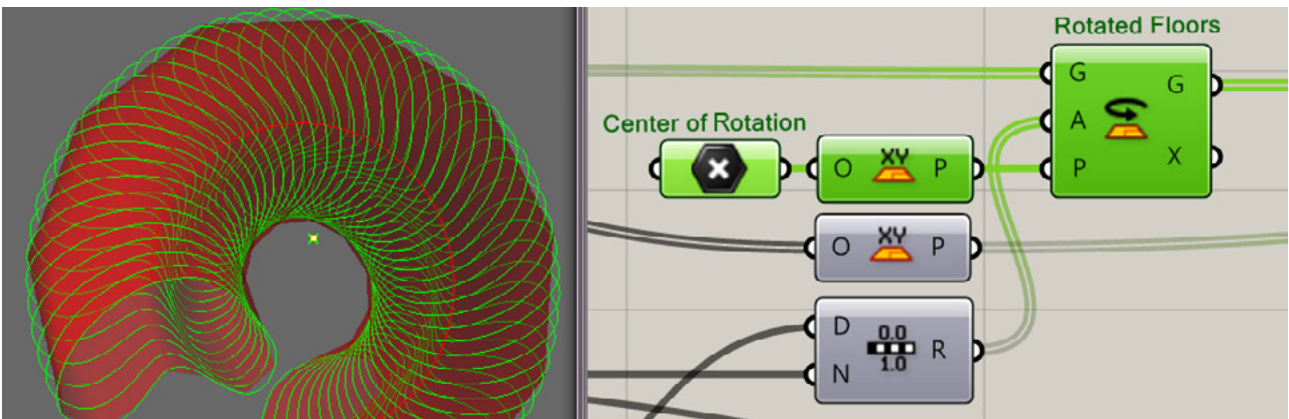 Rotated Floors
G
G
Center of Rotation
A
XY
O
P
P
X
XY
O
P
D
0.0
R
1.0
N